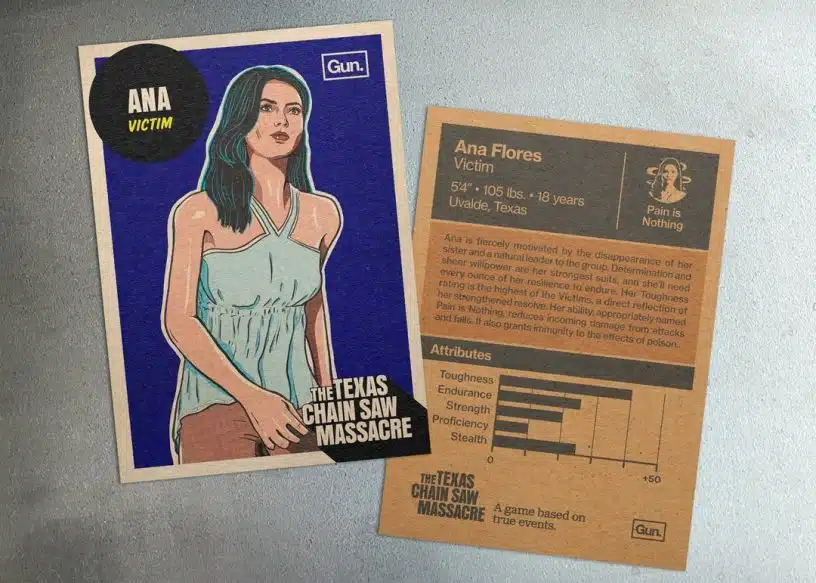 ANA
VICTIM
Gun.
THE TEXAS
CHAIN SAW
MASSACRE
Ana Flores
Victim
5'4" • 105 lbs. • 18 years
Uvalde, Texas
Pain is
Nothing
Ana is fiercely motivated by the disappearance of her
sister and a natural leader to the group. Determination and
sheer willpower are her strongest suits, and she'll need
every ounce of her resilience to endure. Her Toughness
rating is the highest of the Victims, a direct reflection of
her strengthened resolve. Her ability, appropriately named
Pain is Nothing, reduces incoming damage from attacks
and falls. It also grants immunity to the effects of poison.
Attributes
Toughness
Endurance
Strength
Proficiency
Stealth
0
+50
THE TEXAS
CHAIN SAW
MASSACRE
A game based on
true events.
Gun.